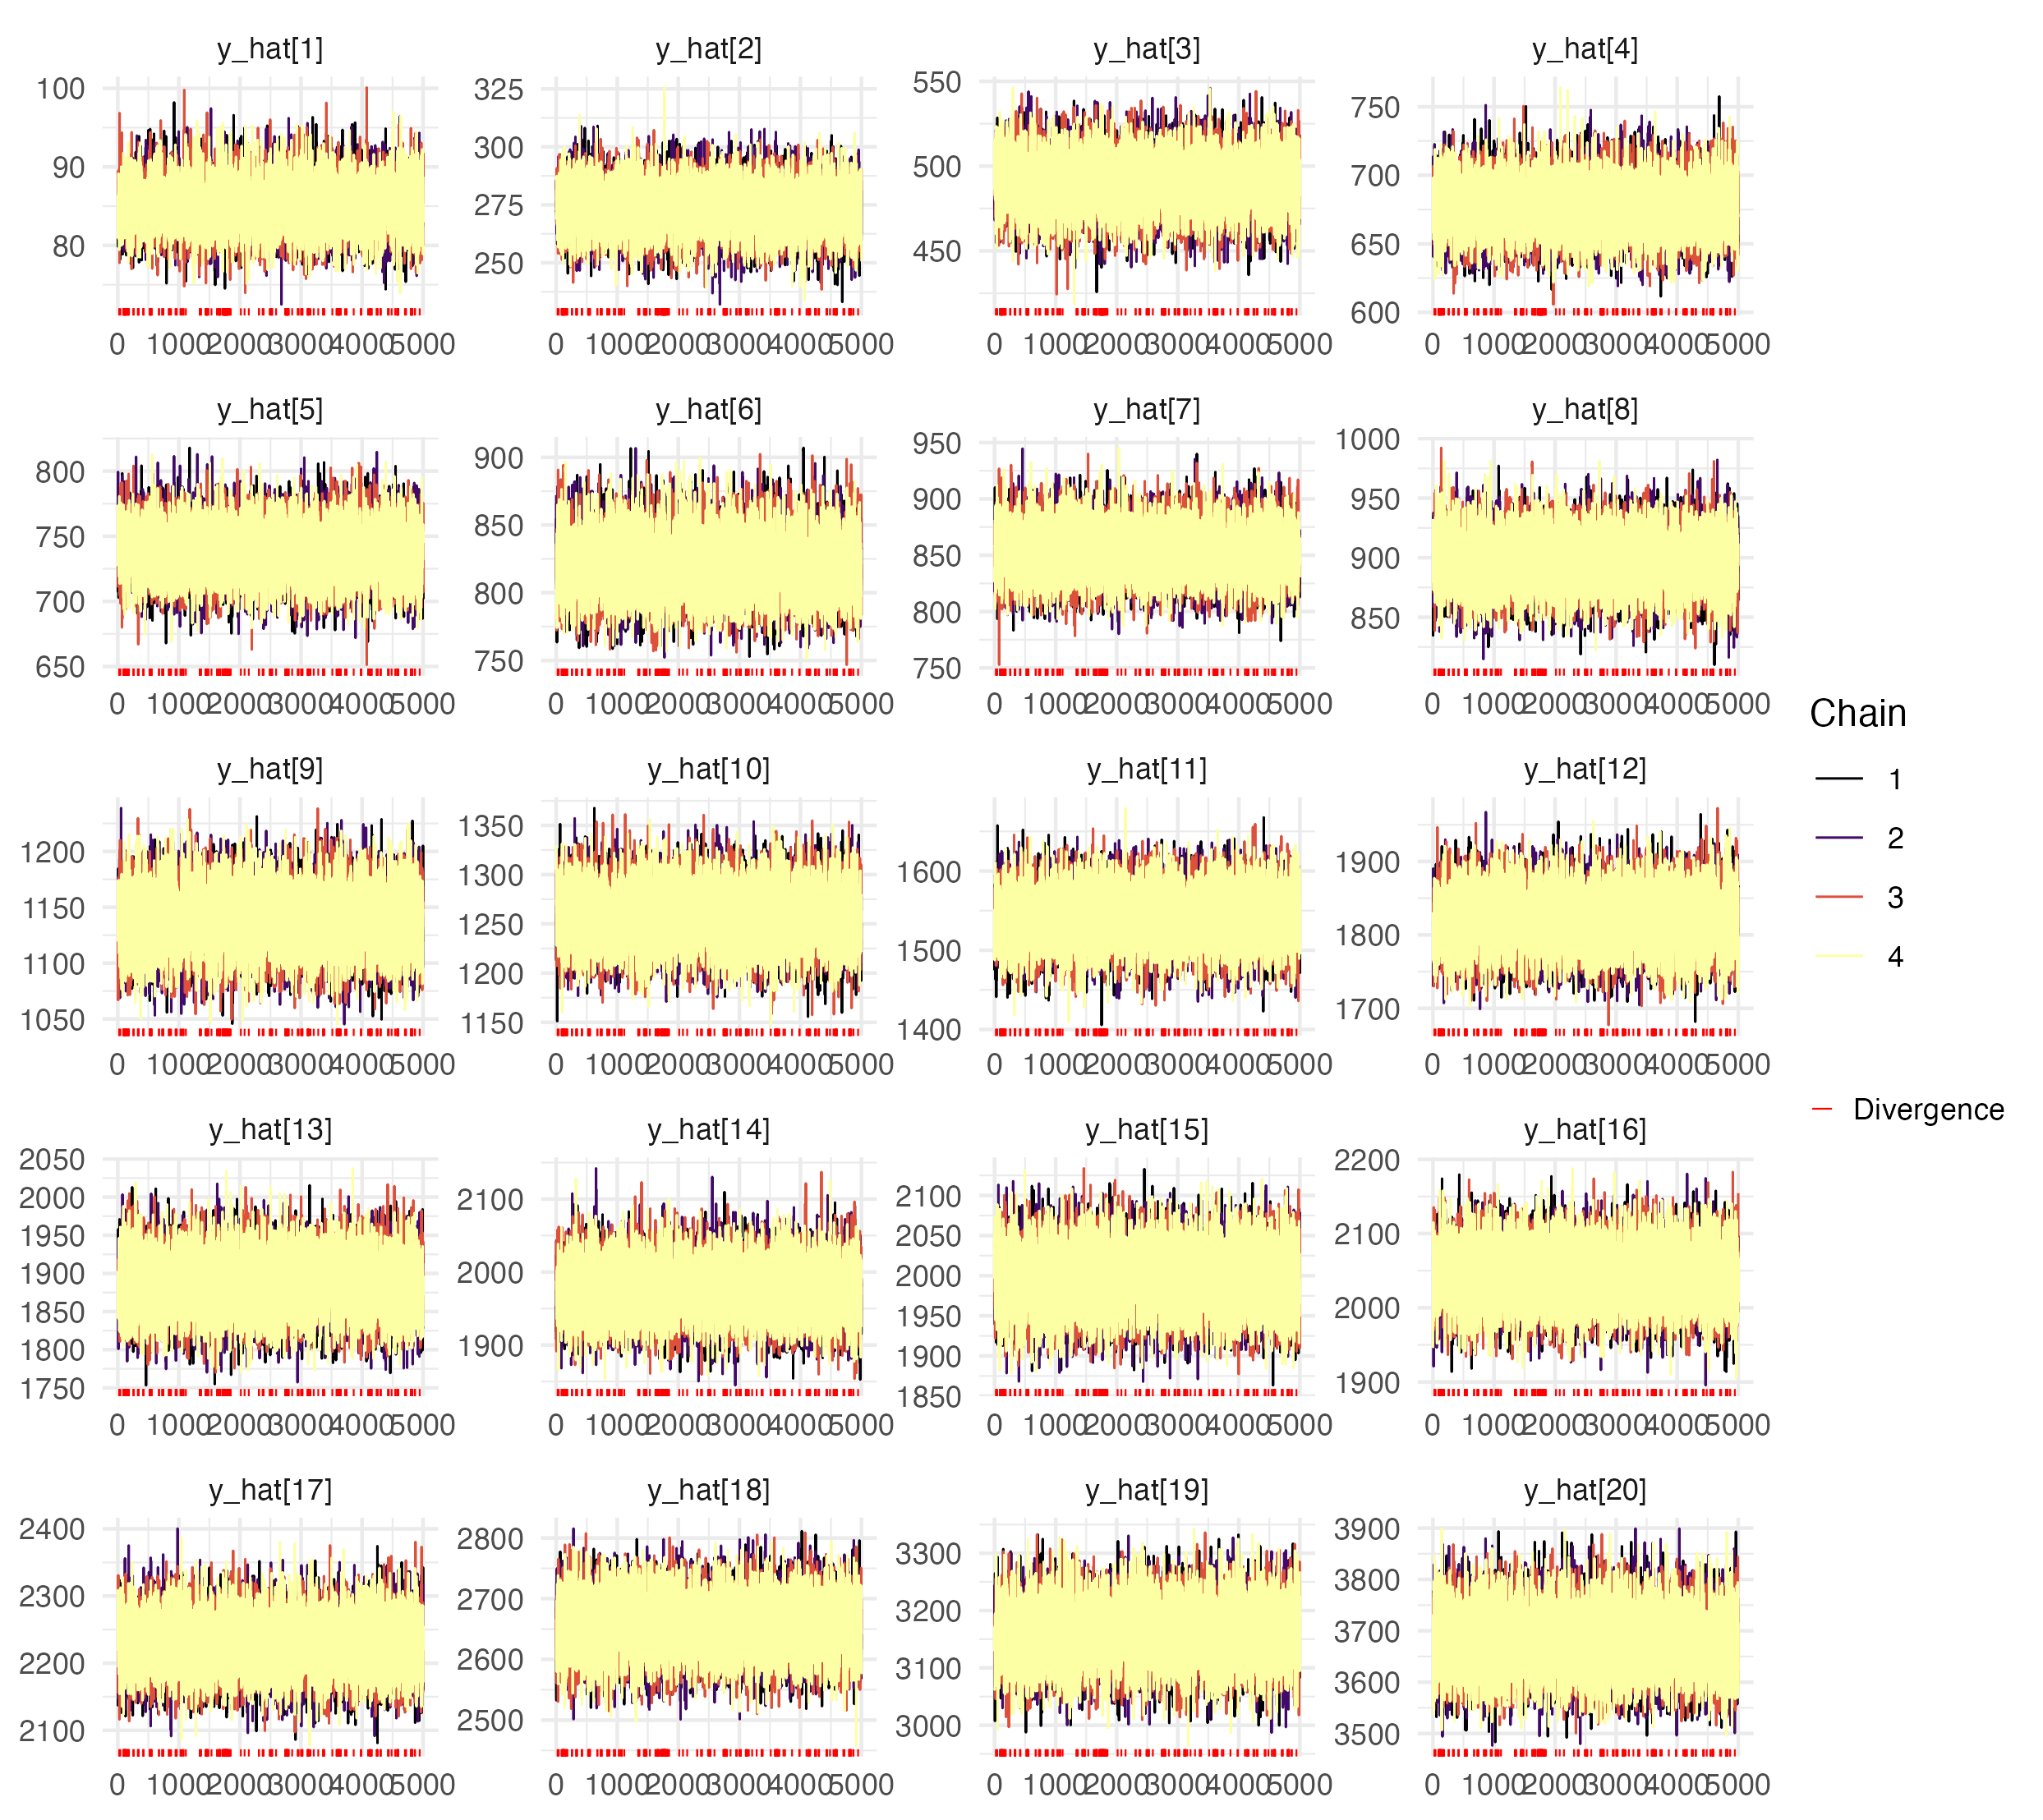 y_hat[1] y_hat[2] y_hat[3] y_hat[4]
100 90 80
325 300 275 250
550 500 450
750 700 650 600
0 1000 2000 3000 4000 5000 0 1000 2000 3000 4000 5000 0 1000 2000 3000 4000 5000 0 1000 2000 3000 4000 5000
y_hat[5] y_hat[6] y_hat[7] y_hat[8]
800 750 700 650
900 850 800 750
950 900 850 800 750
1000 950 900 850
0 1000 2000 3000 4000 5000 0 1000 2000 3000 4000 5000 0 1000 2000 3000 4000 5000 0 1000 2000 3000 4000 5000
y_hat[9] y_hat[10] y_hat[11] y_hat[12]
1200 1150 1100 1050
1350 1300 1250 1200 1150
1600 1500 1400
1900 1800 1700
0 1000 2000 3000 4000 5000 0 1000 2000 3000 4000 5000 0 1000 2000 3000 4000 5000 0 1000 2000 3000 4000 5000
y_hat[13] y_hat[14] y_hat[15] y_hat[16]
2050 2000 1950 1900 1850 1800 1750
2100 2000 1900
2100 2050 2000 1950 1900 1850
2200 2100 2000 1900
0 1000 2000 3000 4000 5000 0 1000 2000 3000 4000 5000 0 1000 2000 3000 4000 5000 0 1000 2000 3000 4000 5000
y_hat[17] y_hat[18] y_hat[19] y_hat[20]
2400 2300 2200 2100
2800 2700 2600 2500
3300 3200 3100 3000
3900 3800 3700 3600 3500
0 1000 2000 3000 4000 5000 0 1000 2000 3000 4000 5000 0 1000 2000 3000 4000 5000 0 1000 2000 3000 4000 5000
Chain
1
2
3
4
Divergence